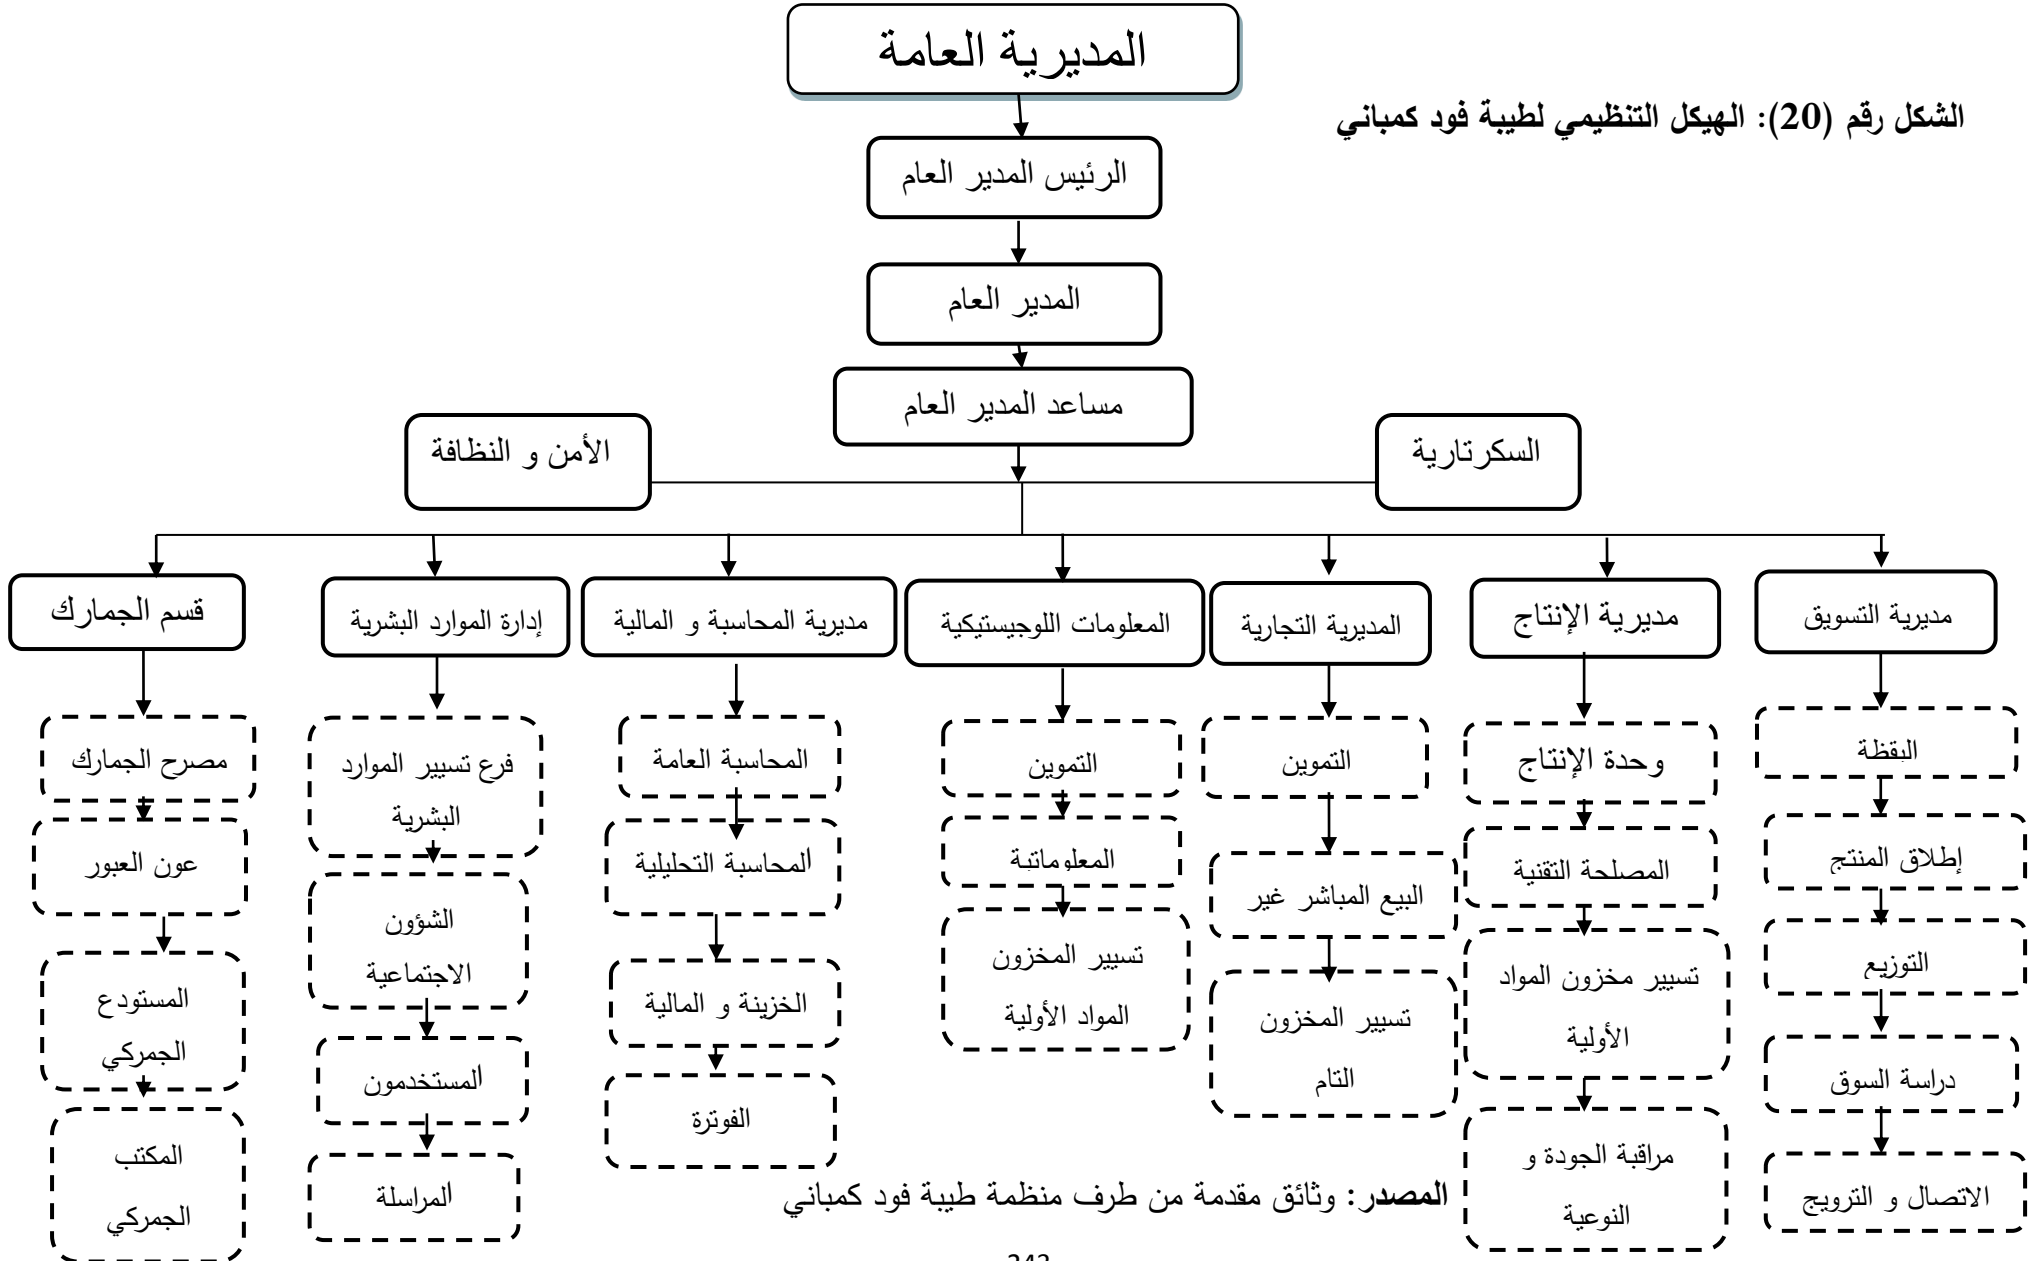 المديرية العامة
الشكل رقم (20): الهيكل التنظيمي لطيبة فود كمباني
الرئيس المدير العام
المدير العام
مساعد المدير العام
السكرتارية
الأمن و النظافة
مديرية التسويق
مديرية الإنتاج
المديرية التجارية
المعلومات اللوجيستيكية
مديرية المحاسبة و المالية
إدارة الموارد البشرية
قسم الجمارك
اليقظة
إطلاق المنتج
التوزيع
دراسة السوق
الاتصال و الترويج
وحدة الإنتاج
المصلحة التقنية
تسيير مخزون المواد
الأولية
مراقبة الجودة و
النوعية
التموين
البيع المباشر غير
تسيير المخزون
التام
التموين
المعلوماتية
تسيير المخزون
المواد الأولية
المحاسبة العامة
المحاسبة التحليلية
الخزينة و المالية
الفوترة
فرع تسيير الموارد
البشرية
الشؤون
الاجتماعية
المستخدمون
المراسلة
مصرح الجمارك
عون العبور
المستودع
الجمركي
المكتب
الجمركي
المصدر: وثائق مقدمة من طرف منظمة طيبة فود كمباني